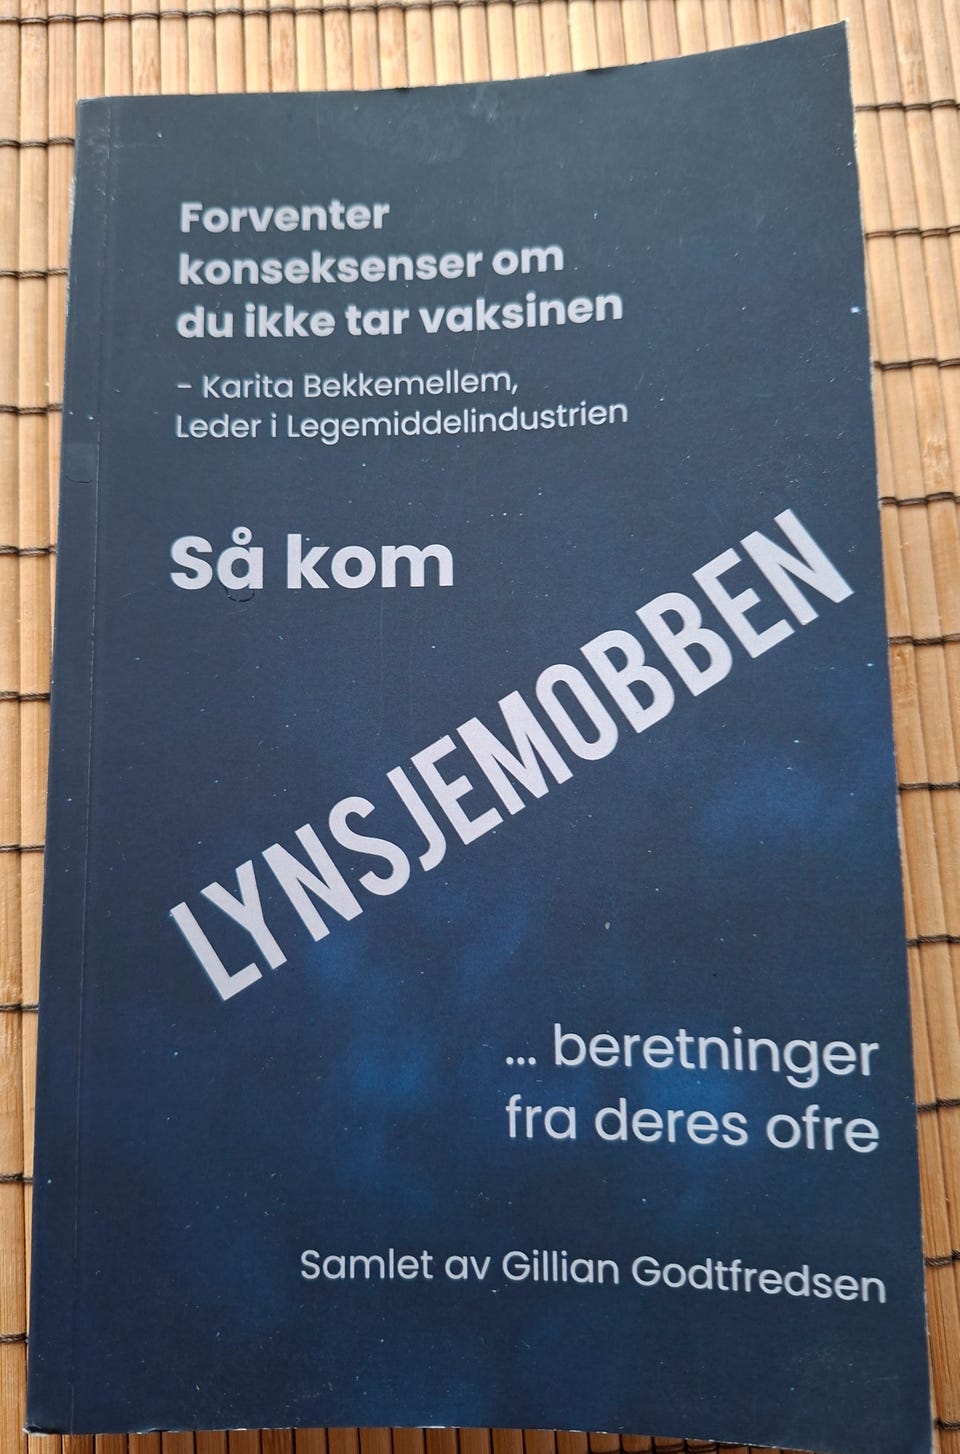 Forventer
konseksenser om
du ikke tar vaksinen
- Karita Bekkemellem,
Leder i Legemiddelindustrien
Så kom
LYNSJEMOBBEN
... beretninger
fra deres ofre
Samlet av Gillian Godtfredsen